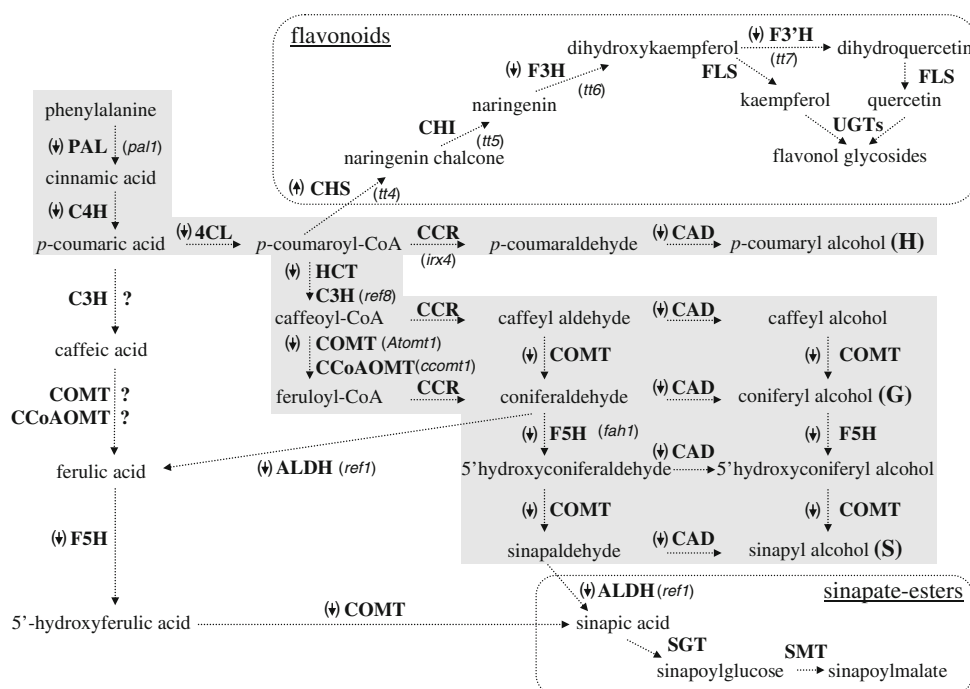 flavonoids
dihydroxykaempferol (↓) F3’H (tt7) dihydroquercetin
(↓) F3H (tt6) FLS FLS
naringenin kaempferol quercetin
CHI (tt5) UGTs
naringenin chalcone flavonol glycosides
(↑) CHS (tt4)
phenylalanine
(↓) PAL (pal1)
cinnamic acid
(↓) C4H
p-coumaric acid (↓) 4CL p-coumaroyl-CoA CCR (irx4) p-coumaraldehyde (↓) CAD p-coumaryl alcohol (H)
C3H ? (↓) HCT
C3H (ref8)
caffeoyl-CoA CCR caffeyl aldehyde (↓) CAD caffeyl alcohol
caffeic acid (↓) COMT (Atomt1) (↓) COMT (↓) COMT
CCoAOMT (ccomt1)
COMT ? feruloyl-CoA CCR coniferaldehyde (↓) CAD coniferyl alcohol (G)
CCoAOMT ?
(↓) F5H (fah1) (↓) F5H
ferulic acid (↓) ALDH (ref1) 5’hydroxyconiferaldehyde (↓) CAD 5’hydroxyconiferyl alcohol
(↓) COMT (↓) COMT
(↓) F5H sinapaldehyde (↓) CAD sinapyl alcohol (S)
(↓) ALDH (ref1) sinapate-esters
5’-hydroxyferulic acid (↓) COMT sinapic acid
SGT SMT
sinapoylglucose sinapoylmalate